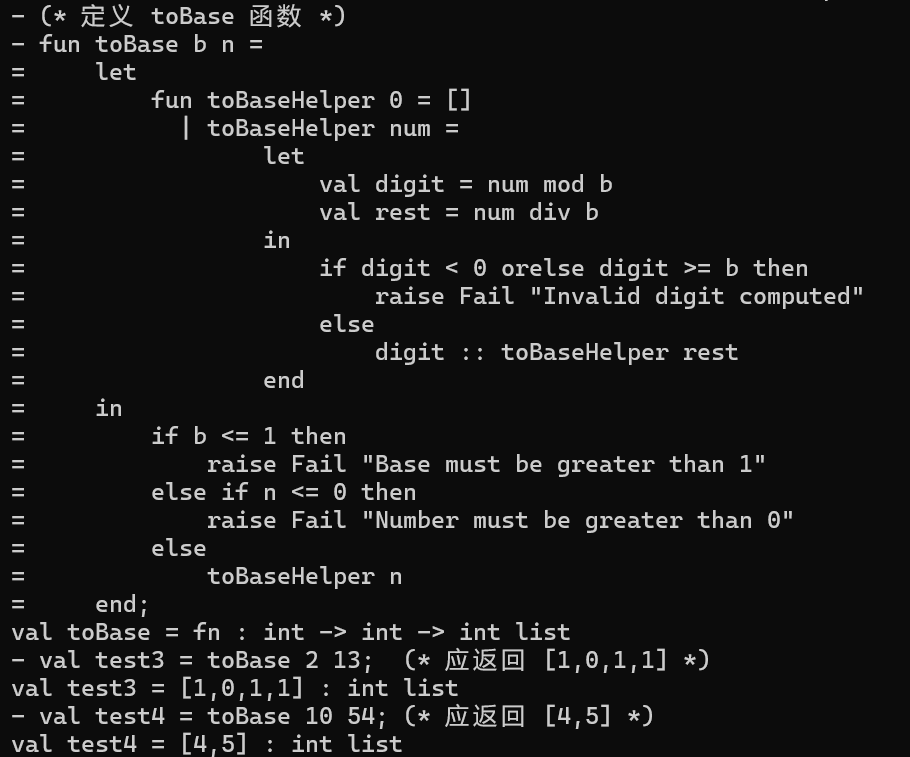 - (* 定义 toBase 函数 *)
- fun toBase b n =
=     let
=         fun toBaseHelper 0 = []
=           | toBaseHelper num =
=                 let
=                     val digit = num mod b
=                     val rest = num div b
=                 in
=                     if digit < 0 orelse digit >= b then
=                         raise Fail "Invalid digit computed"
=                     else
=                         digit :: toBaseHelper rest
=                 end
=     in
=         if b <= 1 then
=             raise Fail "Base must be greater than 1"
=         else if n <= 0 then
=             raise Fail "Number must be greater than 0"
=         else
=             toBaseHelper n
=     end;
val toBase = fn : int -> int -> int list
- val test3 = toBase 2 13;  (* 应返回 [1,0,1,1] *)
val test3 = [1,0,1,1] : int list
- val test4 = toBase 10 54; (* 应返回 [4,5] *)
val test4 = [4,5] : int list